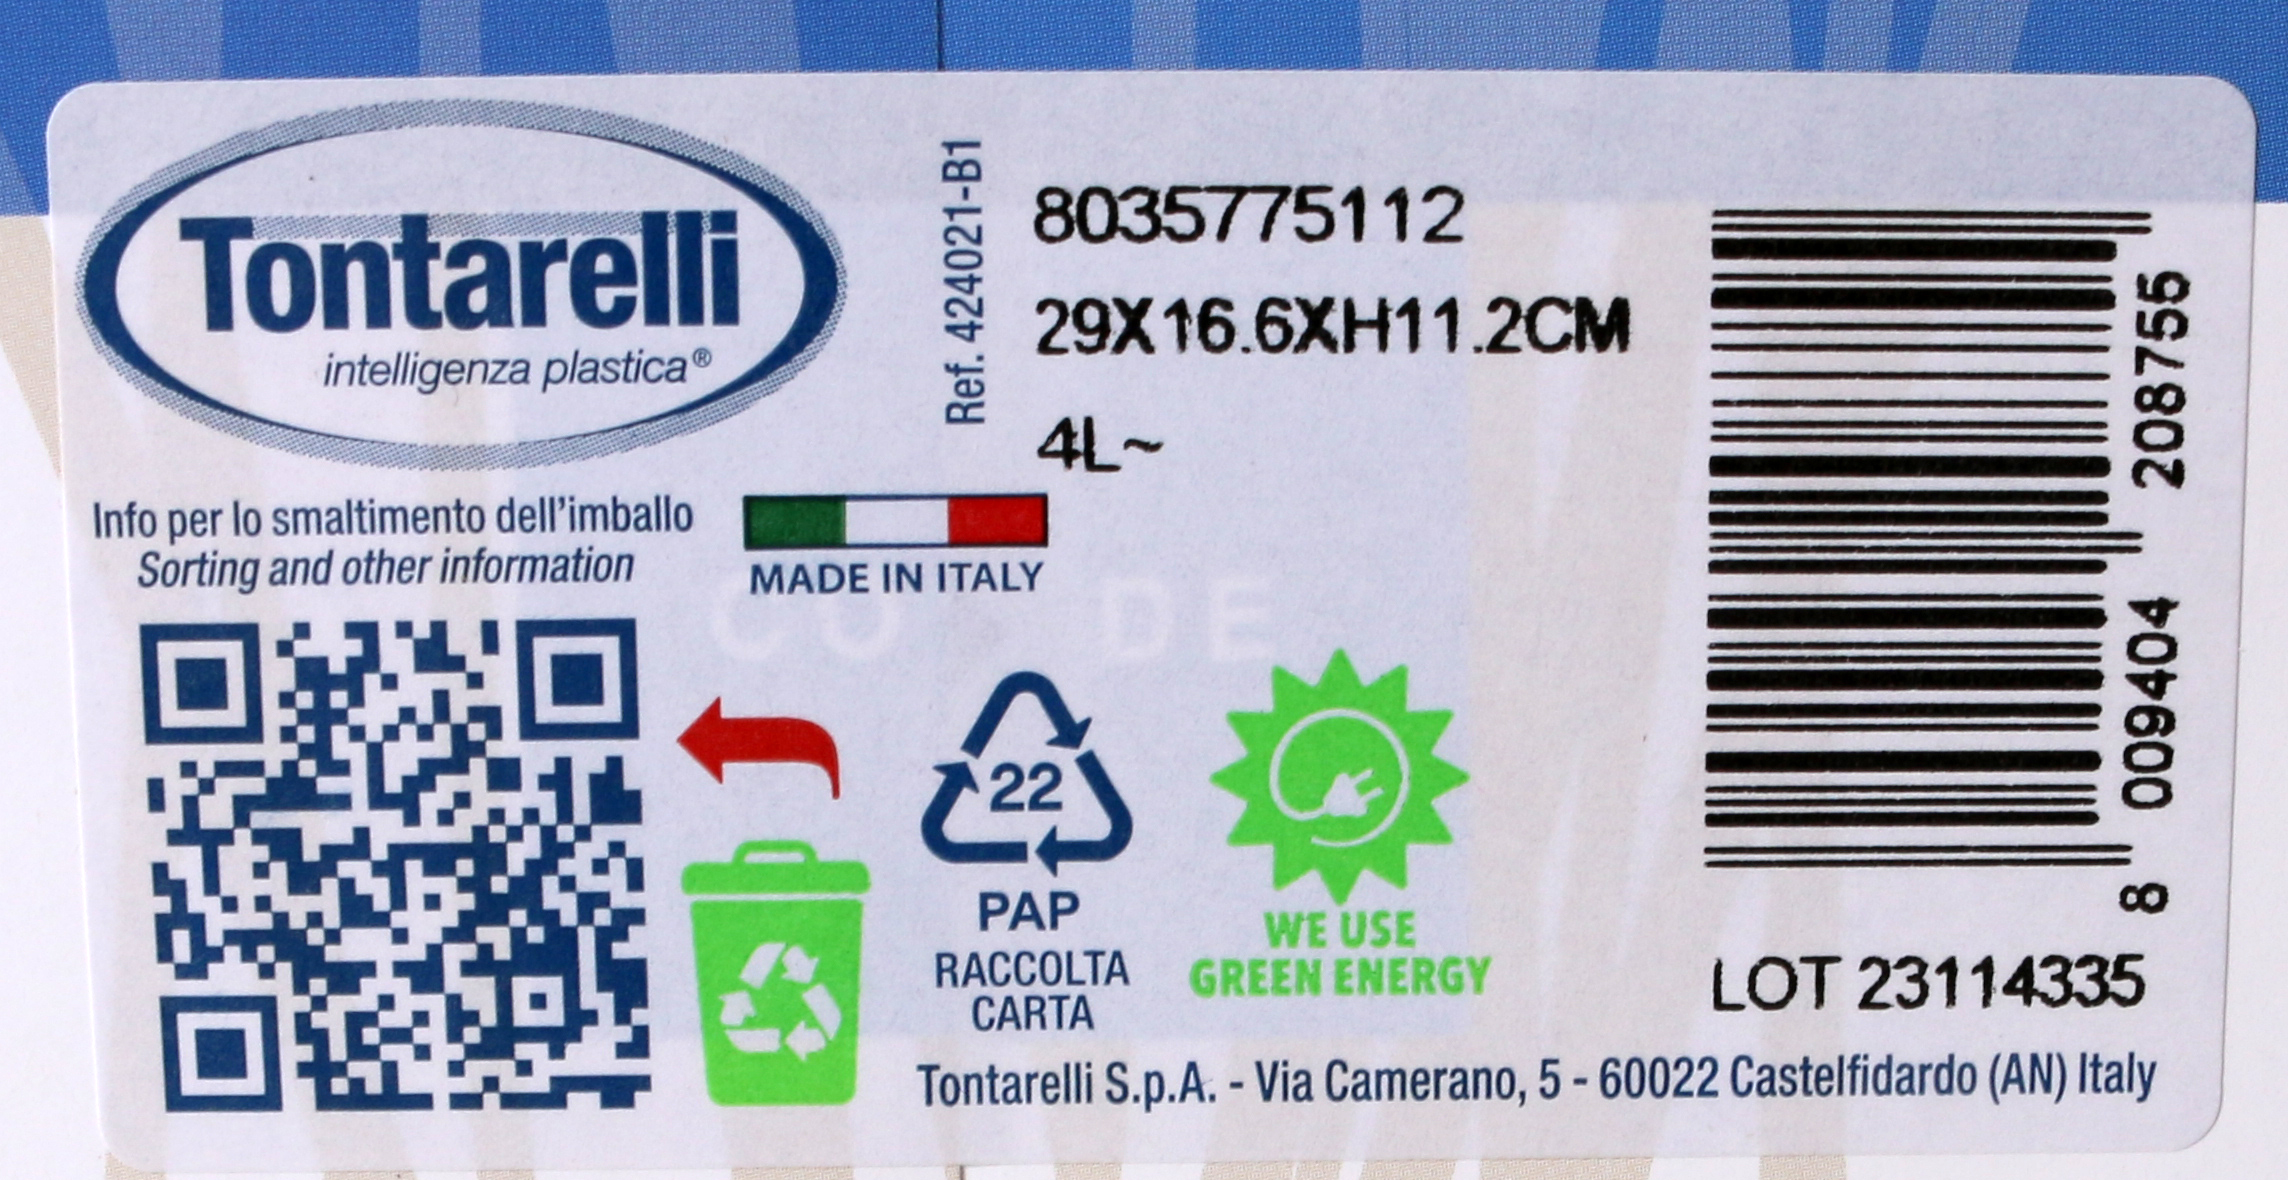 Tontarelli
intelligenza plastica®
Ref. 424021-B1
8035775112
29X16.6XH11.2CM
4L~
Info per lo smaltimento dell'imballo
Sorting and other information
MADE IN ITALY
22
PAP
RACCOLTA
CARTA
WE USE
GREEN ENERGY
8 009404 208755
LOT 23114335
Tontarelli S.p.A. - Via Camerano, 5 - 60022 Castelfidardo (AN) Italy